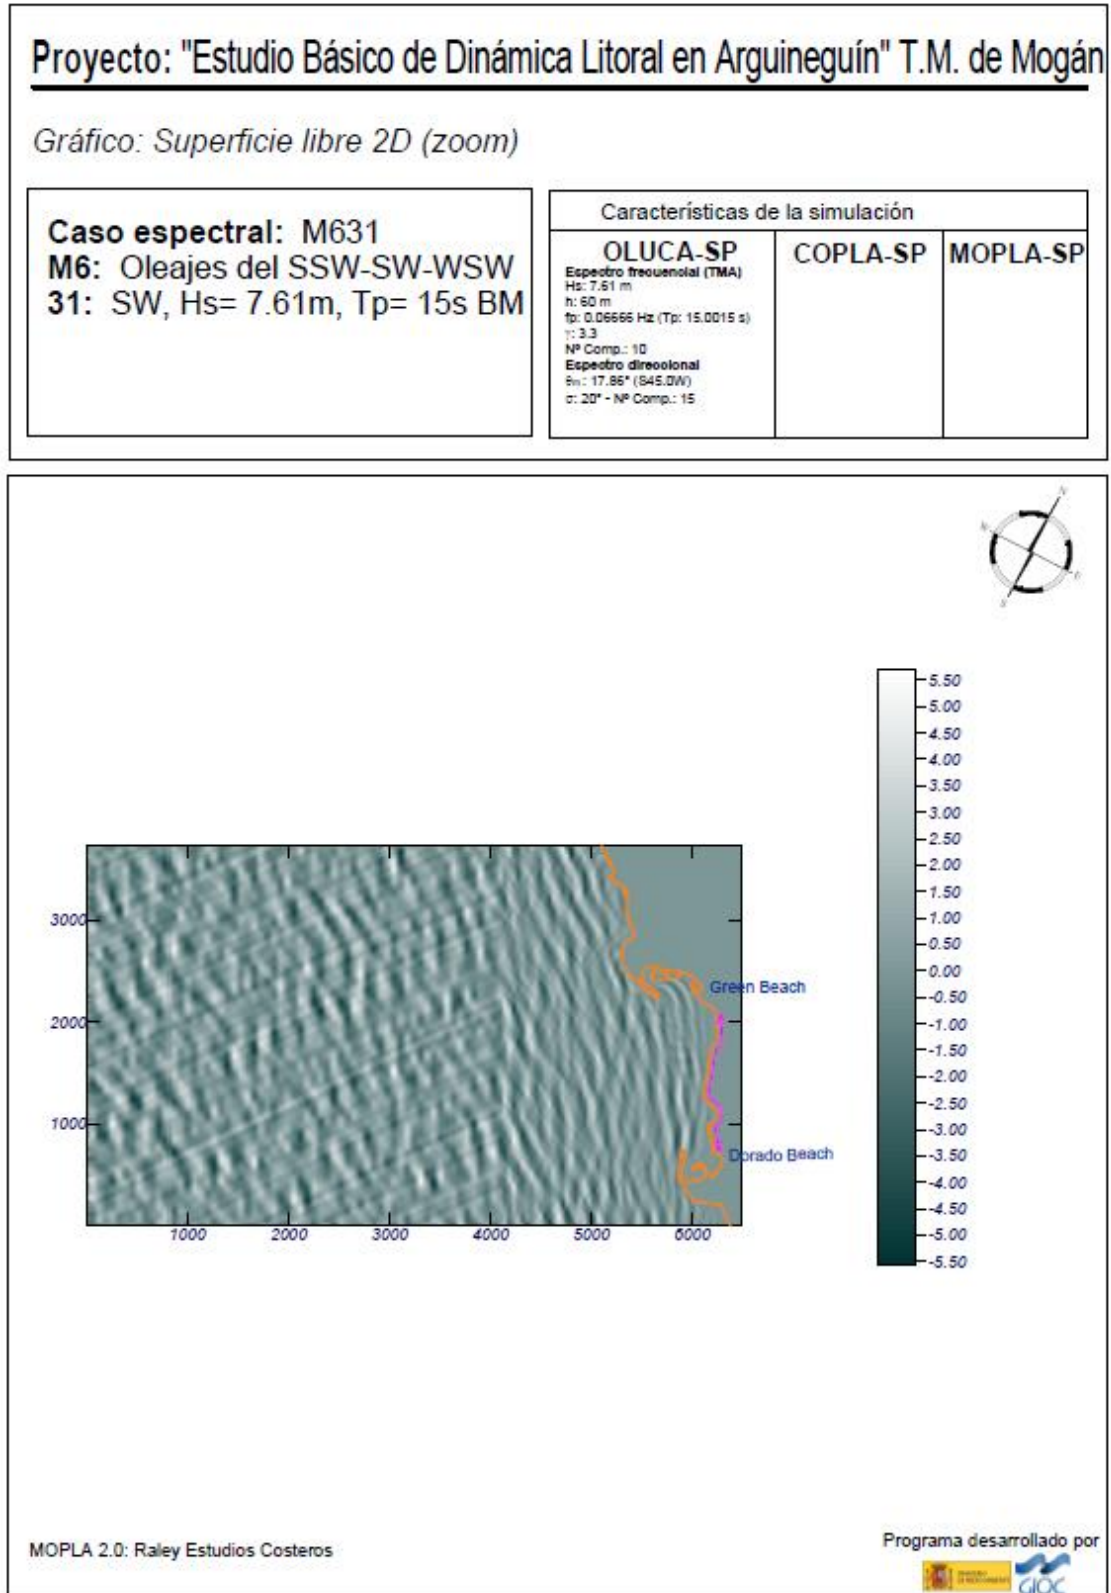 Proyecto: "Estudio Básico de Dinámica Litoral en Arguineguín" T.M. de Mogán
Gráfico: Superficie libre 2D (zoom)
Caso espectral: M631
M6: Oleajes del SSW-SW-WSW
31: SW, Hs= 7.61m, Tp= 15s BM
Características de la simulación
OLUCA-SP
Espectro frecuencial (TMA)
Hs: 7.61 m
h: 60 m
fp: 0.06666 Hz (Tp: 15.0015 s)
γ: 3.3
Nº Comp.: 10
Espectro direccional
θm: 17.86° (S45.0W)
σ: 20° - Nº Comp.: 15
COPLA-SP
MOPLA-SP
N
W
S
5.50
5.00
4.50
4.00
3.50
3.00
2.50
2.00
1.50
1.00
0.50
0.00
-0.50
-1.00
-1.50
-2.00
-2.50
-3.00
-3.50
-4.00
-4.50
-5.00
-5.50
3000
2000
1000
Green Beach
Dorado Beach
1000 2000 3000 4000 5000 6000
MOPLA 2.0: Raley Estudios Costeros
Programa desarrollado por
GIOC